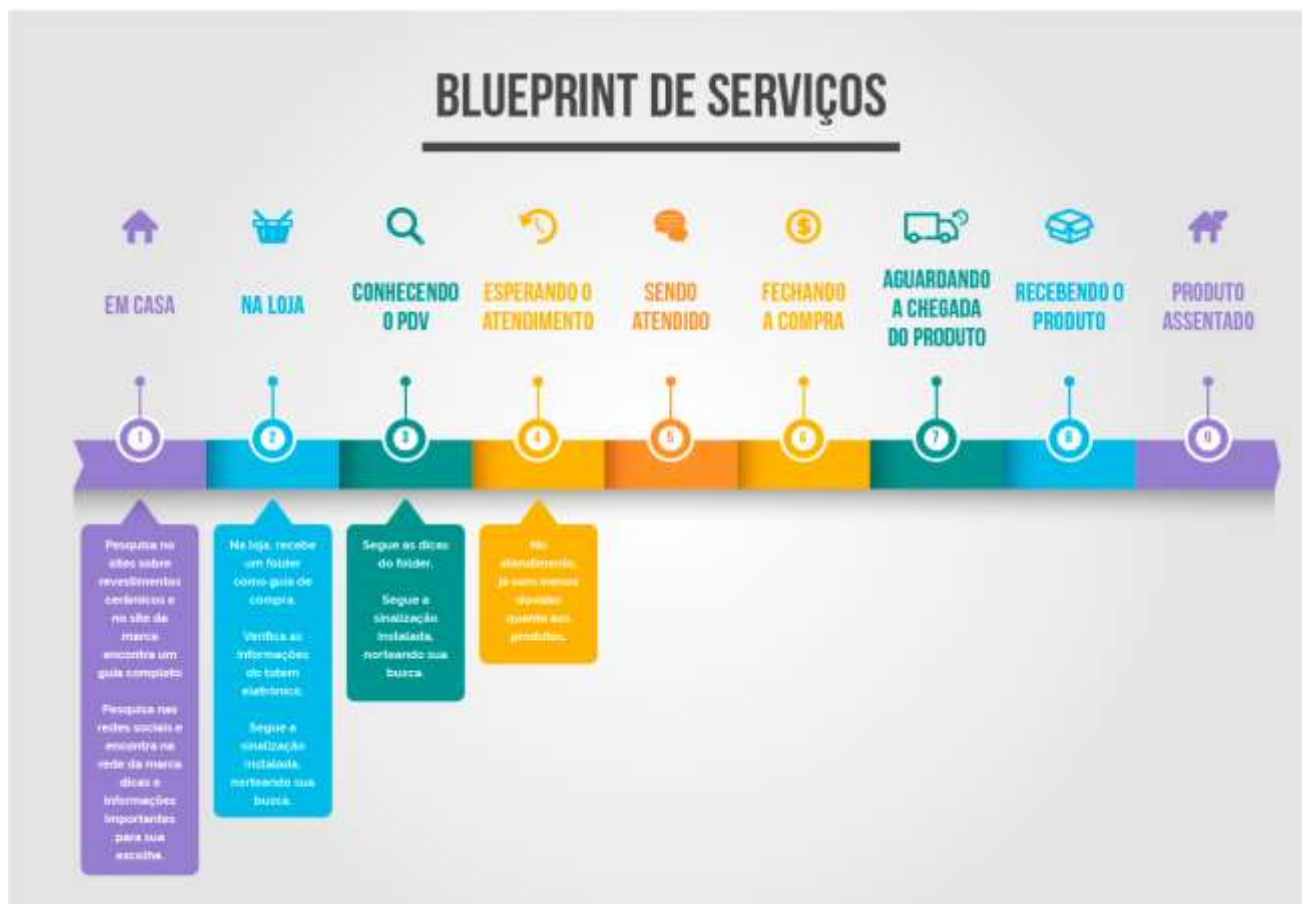 BLUEPRINT DE SERVIÇOS
EM CASA
NA LOJA
CONHECENDO
O PDV
ESPERANDO O
ATENDIMENTO
SENDO
ATENDIDO
FECHANDO
A COMPRA
AGUARDANDO
A CHEGADA
DO PRODUTO
RECEBENDO O
PRODUTO
PRODUTO
ASSENTADO
1
2
3
4
5
6
7
8
9
Pesquisa no
sites sobre
revestimentos
cerâmicos e
no site da
marca
encontra um
guia completo
Pesquisa nas
redes sociais e
encontra na
rede da marca
dicas e
informações
importantes
para sua
escolha.
Na loja, recebe
um folder
como guia de
compra.
Verifica as
informações
do totem
eletrônico.
Segue a
sinalização
instalada,
norteando sua
busca.
Segue as dicas
do folder.
Segue a
sinalização
instalada,
norteando sua
busca.
No
atendimento,
já com menos
dúvidas
quanto aos
produtos.